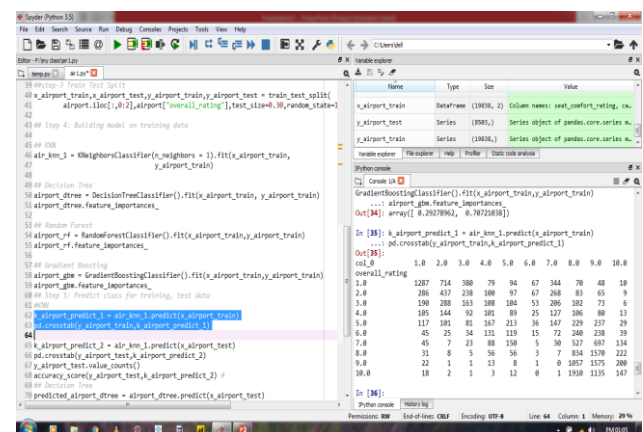 Spyder (Python 3.5)
File Edit Search Source Run Debug Consoles Projects Tools View Help
C:\Users\dell
Editor - F:\my class\air1.py
Variable explorer
temp.py air1.py*
Name Type Size Value
x_airport_train DataFrame (19838, 2) Column names: seat_comfort_rating, ca...
y_airport_test Series (8503,) Series object of pandas.core.series m...
y_airport_train Series (19838,) Series object of pandas.core.series m...
Variable explorer File explorer Help Profiler Static code analysis
39 ##step-3 Train Test Split
40 x_airport_train,x_airport_test,y_airport_train,y_airport_test = train_test_split(
41 airport.iloc[:,0:2],airport["overall_rating"],test_size=0.30,random_state=1
42
43 ## Step 4: Building model on training data
44
45 ## KNN
46 air_knn_1 = KNeighborsClassifier(n_neighbors = 1).fit(x_airport_train,
47 y_airport_train)
48
49 ## Decision Tree
50 airport_dtree = DecisionTreeClassifier().fit(x_airport_train, y_airport_train)
51 airport_dtree.feature_importances_
52
53 ## Random Forest
54 airport_rf = RandomForestClassifier().fit(x_airport_train,y_airport_train)
55 airport_rf.feature_importances_
56
57 ## Gradient Boosting
58 airport_gbm = GradientBoostingClassifier().fit(x_airport_train,y_airport_train)
59 airport_gbm.feature_importances_
60 ## Step 5: Predict class for training, test data
61 #KNN
62 k_airport_predict_1 = air_knn_1.predict(x_airport_train)
63 pd.crosstab(y_airport_train,k_airport_predict_1)
64
65 k_airport_predict_2 = air_knn_1.predict(x_airport_test)
66 pd.crosstab(y_airport_test,k_airport_predict_2)
67 y_airport_test.value_counts()
68 accuracy_score(y_airport_test,k_airport_predict_2) #
69 ## Decision Tree
70 predicted_airport_dtree = airport_dtree.predict(x_airport_test)
IPython console
Console 1/A
GradientBoostingClassifier().fit(x_airport_train,y_airport_train)
...: airport_gbm.feature_importances_
Out[34]: array([ 0.29278962, 0.70721038])
In [35]: k_airport_predict_1 = air_knn_1.predict(x_airport_train)
...: pd.crosstab(y_airport_train,k_airport_predict_1)
Out[35]:
col_0 1.0 2.0 3.0 4.0 5.0 6.0 7.0 8.0 9.0 10.0
overall_rating
1.0 1287 714 380 79 94 67 344 70 48 10
2.0 286 437 238 100 97 67 268 83 65 9
3.0 190 288 163 108 104 53 206 102 73 6
4.0 105 144 92 101 89 25 127 106 80 13
5.0 117 101 81 167 213 36 147 229 237 29
6.0 45 25 34 131 119 15 72 240 238 39
7.0 45 7 23 88 150 5 30 527 697 134
8.0 31 8 5 56 56 3 7 834 1570 222
9.0 22 1 1 13 8 1 0 1057 1575 200
10.0 18 2 1 3 12 0 1 1910 1135 147
In [36]:
IPython console History log
Permissions: RW End-of-lines: CRLF Encoding: UTF-8 Line: 64 Column: 1 Memory: 29 %